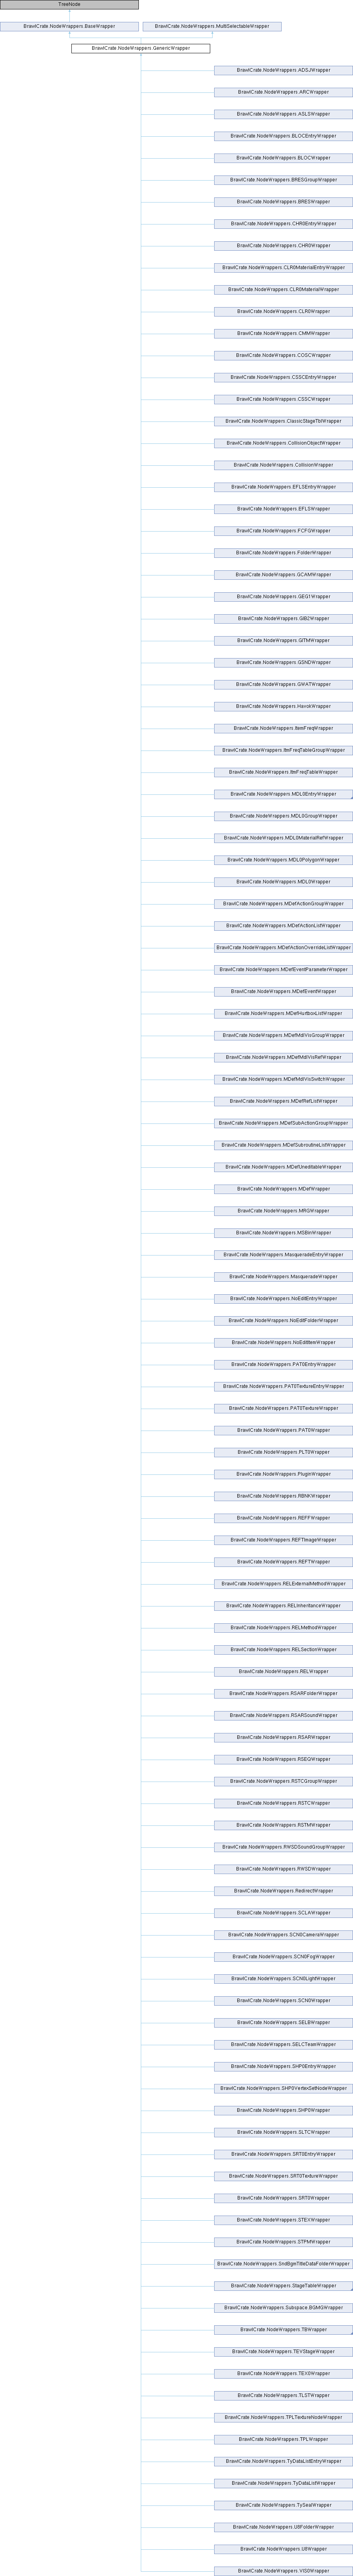 TreeNode
BrawlCrate.NodeWrappers.BaseWrapper
BrawlCrate.NodeWrappers.MultiSelectableWrapper
BrawlCrate.NodeWrappers.GenericWrapper
BrawlCrate.NodeWrappers.ADSJWrapper
BrawlCrate.NodeWrappers.ARCWrapper
BrawlCrate.NodeWrappers.ASLSWrapper
BrawlCrate.NodeWrappers.BLOCEntryWrapper
BrawlCrate.NodeWrappers.BLOCWrapper
BrawlCrate.NodeWrappers.BRESGroupWrapper
BrawlCrate.NodeWrappers.BRESWrapper
BrawlCrate.NodeWrappers.CHR0EntryWrapper
BrawlCrate.NodeWrappers.CHR0Wrapper
BrawlCrate.NodeWrappers.CLR0MaterialEntryWrapper
BrawlCrate.NodeWrappers.CLR0MaterialWrapper
BrawlCrate.NodeWrappers.CLR0Wrapper
BrawlCrate.NodeWrappers.CMMWrapper
BrawlCrate.NodeWrappers.COSCWrapper
BrawlCrate.NodeWrappers.CSSCEntryWrapper
BrawlCrate.NodeWrappers.CSSCWrapper
BrawlCrate.NodeWrappers.ClassicStageTblWrapper
BrawlCrate.NodeWrappers.CollisionObjectWrapper
BrawlCrate.NodeWrappers.CollisionWrapper
BrawlCrate.NodeWrappers.EFLSEntryWrapper
BrawlCrate.NodeWrappers.EFLSWrapper
BrawlCrate.NodeWrappers.FCFGWrapper
BrawlCrate.NodeWrappers.FolderWrapper
BrawlCrate.NodeWrappers.GCAMWrapper
BrawlCrate.NodeWrappers.GEG1Wrapper
BrawlCrate.NodeWrappers.GIB2Wrapper
BrawlCrate.NodeWrappers.GITMWrapper
BrawlCrate.NodeWrappers.GSNDWrapper
BrawlCrate.NodeWrappers.GWATWrapper
BrawlCrate.NodeWrappers.HavokWrapper
BrawlCrate.NodeWrappers.ItemFreqWrapper
BrawlCrate.NodeWrappers.ItmFreqTableGroupWrapper
BrawlCrate.NodeWrappers.ItmFreqTableWrapper
BrawlCrate.NodeWrappers.MDL0EntryWrapper
BrawlCrate.NodeWrappers.MDL0GroupWrapper
BrawlCrate.NodeWrappers.MDL0MaterialRefWrapper
BrawlCrate.NodeWrappers.MDL0PolygonWrapper
BrawlCrate.NodeWrappers.MDL0Wrapper
BrawlCrate.NodeWrappers.MDefActionGroupWrapper
BrawlCrate.NodeWrappers.MDefActionListWrapper
BrawlCrate.NodeWrappers.MDefActionOverrideListWrapper
BrawlCrate.NodeWrappers.MDefEventParameterWrapper
BrawlCrate.NodeWrappers.MDefEventWrapper
BrawlCrate.NodeWrappers.MDefHurtboxListWrapper
BrawlCrate.NodeWrappers.MDefMdlVisGroupWrapper
BrawlCrate.NodeWrappers.MDefMdlVisRefWrapper
BrawlCrate.NodeWrappers.MDefMdlVisSwitchWrapper
BrawlCrate.NodeWrappers.MDefRefListWrapper
BrawlCrate.NodeWrappers.MDefSubActionGroupWrapper
BrawlCrate.NodeWrappers.MDefSubroutineListWrapper
BrawlCrate.NodeWrappers.MDefUneditableWrapper
BrawlCrate.NodeWrappers.MDefWrapper
BrawlCrate.NodeWrappers.MRGWrapper
BrawlCrate.NodeWrappers.MSBinWrapper
BrawlCrate.NodeWrappers.MasqueradeEntryWrapper
BrawlCrate.NodeWrappers.MasqueradeWrapper
BrawlCrate.NodeWrappers.NoEditEntryWrapper
BrawlCrate.NodeWrappers.NoEditFolderWrapper
BrawlCrate.NodeWrappers.NoEditItemWrapper
BrawlCrate.NodeWrappers.PAT0EntryWrapper
BrawlCrate.NodeWrappers.PAT0TextureEntryWrapper
BrawlCrate.NodeWrappers.PAT0TextureWrapper
BrawlCrate.NodeWrappers.PAT0Wrapper
BrawlCrate.NodeWrappers.PLT0Wrapper
BrawlCrate.NodeWrappers.PluginWrapper
BrawlCrate.NodeWrappers.RBNKWrapper
BrawlCrate.NodeWrappers.REFFWrapper
BrawlCrate.NodeWrappers.REFTImageWrapper
BrawlCrate.NodeWrappers.REFTWrapper
BrawlCrate.NodeWrappers.RELExternalMethodWrapper
BrawlCrate.NodeWrappers.RELInheritanceWrapper
BrawlCrate.NodeWrappers.RELMethodWrapper
BrawlCrate.NodeWrappers.RELSectionWrapper
BrawlCrate.NodeWrappers.RELWrapper
BrawlCrate.NodeWrappers.RSARFolderWrapper
BrawlCrate.NodeWrappers.RSARSoundWrapper
BrawlCrate.NodeWrappers.RSARWrapper
BrawlCrate.NodeWrappers.RSEQWrapper
BrawlCrate.NodeWrappers.RSTCGroupWrapper
BrawlCrate.NodeWrappers.RSTCWrapper
BrawlCrate.NodeWrappers.RSTMWrapper
BrawlCrate.NodeWrappers.RWSDSoundGroupWrapper
BrawlCrate.NodeWrappers.RWSDWrapper
BrawlCrate.NodeWrappers.RedirectWrapper
BrawlCrate.NodeWrappers.SCLAWrapper
BrawlCrate.NodeWrappers.SCN0CameraWrapper
BrawlCrate.NodeWrappers.SCN0FogWrapper
BrawlCrate.NodeWrappers.SCN0LightWrapper
BrawlCrate.NodeWrappers.SCN0Wrapper
BrawlCrate.NodeWrappers.SELBWrapper
BrawlCrate.NodeWrappers.SELCTeamWrapper
BrawlCrate.NodeWrappers.SHP0EntryWrapper
BrawlCrate.NodeWrappers.SHP0VertexSetNodeWrapper
BrawlCrate.NodeWrappers.SHP0Wrapper
BrawlCrate.NodeWrappers.SLTCWrapper
BrawlCrate.NodeWrappers.SRT0EntryWrapper
BrawlCrate.NodeWrappers.SRT0TextureWrapper
BrawlCrate.NodeWrappers.SRT0Wrapper
BrawlCrate.NodeWrappers.STEXWrapper
BrawlCrate.NodeWrappers.STPMWrapper
BrawlCrate.NodeWrappers.SndBgmTitleDataFolderWrapper
BrawlCrate.NodeWrappers.StageTableWrapper
BrawlCrate.NodeWrappers.Subspace.BGMGWrapper
BrawlCrate.NodeWrappers.TBWrapper
BrawlCrate.NodeWrappers.TEVStageWrapper
BrawlCrate.NodeWrappers.TEX0Wrapper
BrawlCrate.NodeWrappers.TLSTWrapper
BrawlCrate.NodeWrappers.TPLTextureNodeWrapper
BrawlCrate.NodeWrappers.TPLWrapper
BrawlCrate.NodeWrappers.TyDataListEntryWrapper
BrawlCrate.NodeWrappers.TyDataListWrapper
BrawlCrate.NodeWrappers.TySealWrapper
BrawlCrate.NodeWrappers.U8FolderWrapper
BrawlCrate.NodeWrappers.U8Wrapper
BrawlCrate.NodeWrappers.VIS0Wrapper